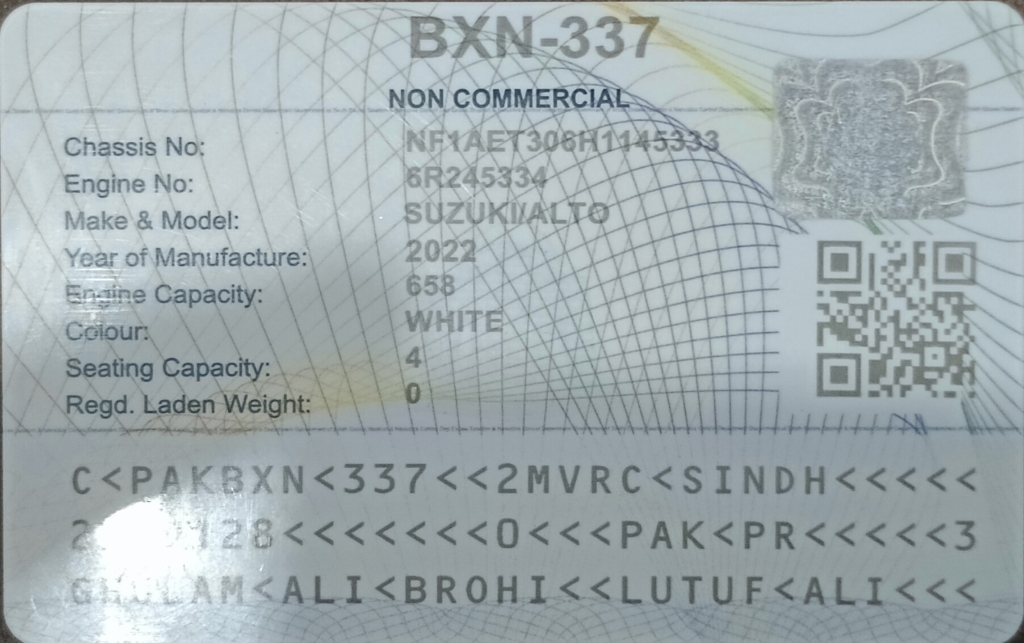 BXN-337
NON COMMERCIAL
Chassis No: NF1AET306H1145333
Engine No: 6R245334
Make & Model: SUZUKI/ALTO
Year of Manufacture: 2022
Engine Capacity: 658
Colour: WHITE
Seating Capacity: 4
Regd. Laden Weight: 0
C<PAKBXN<337<<2MVRC<SINDH<<<<<
<<<<<<<O<<<PAK<PR<<<<<3
GHULAM<ALI<BROHI<<LUTUF<ALI<<<